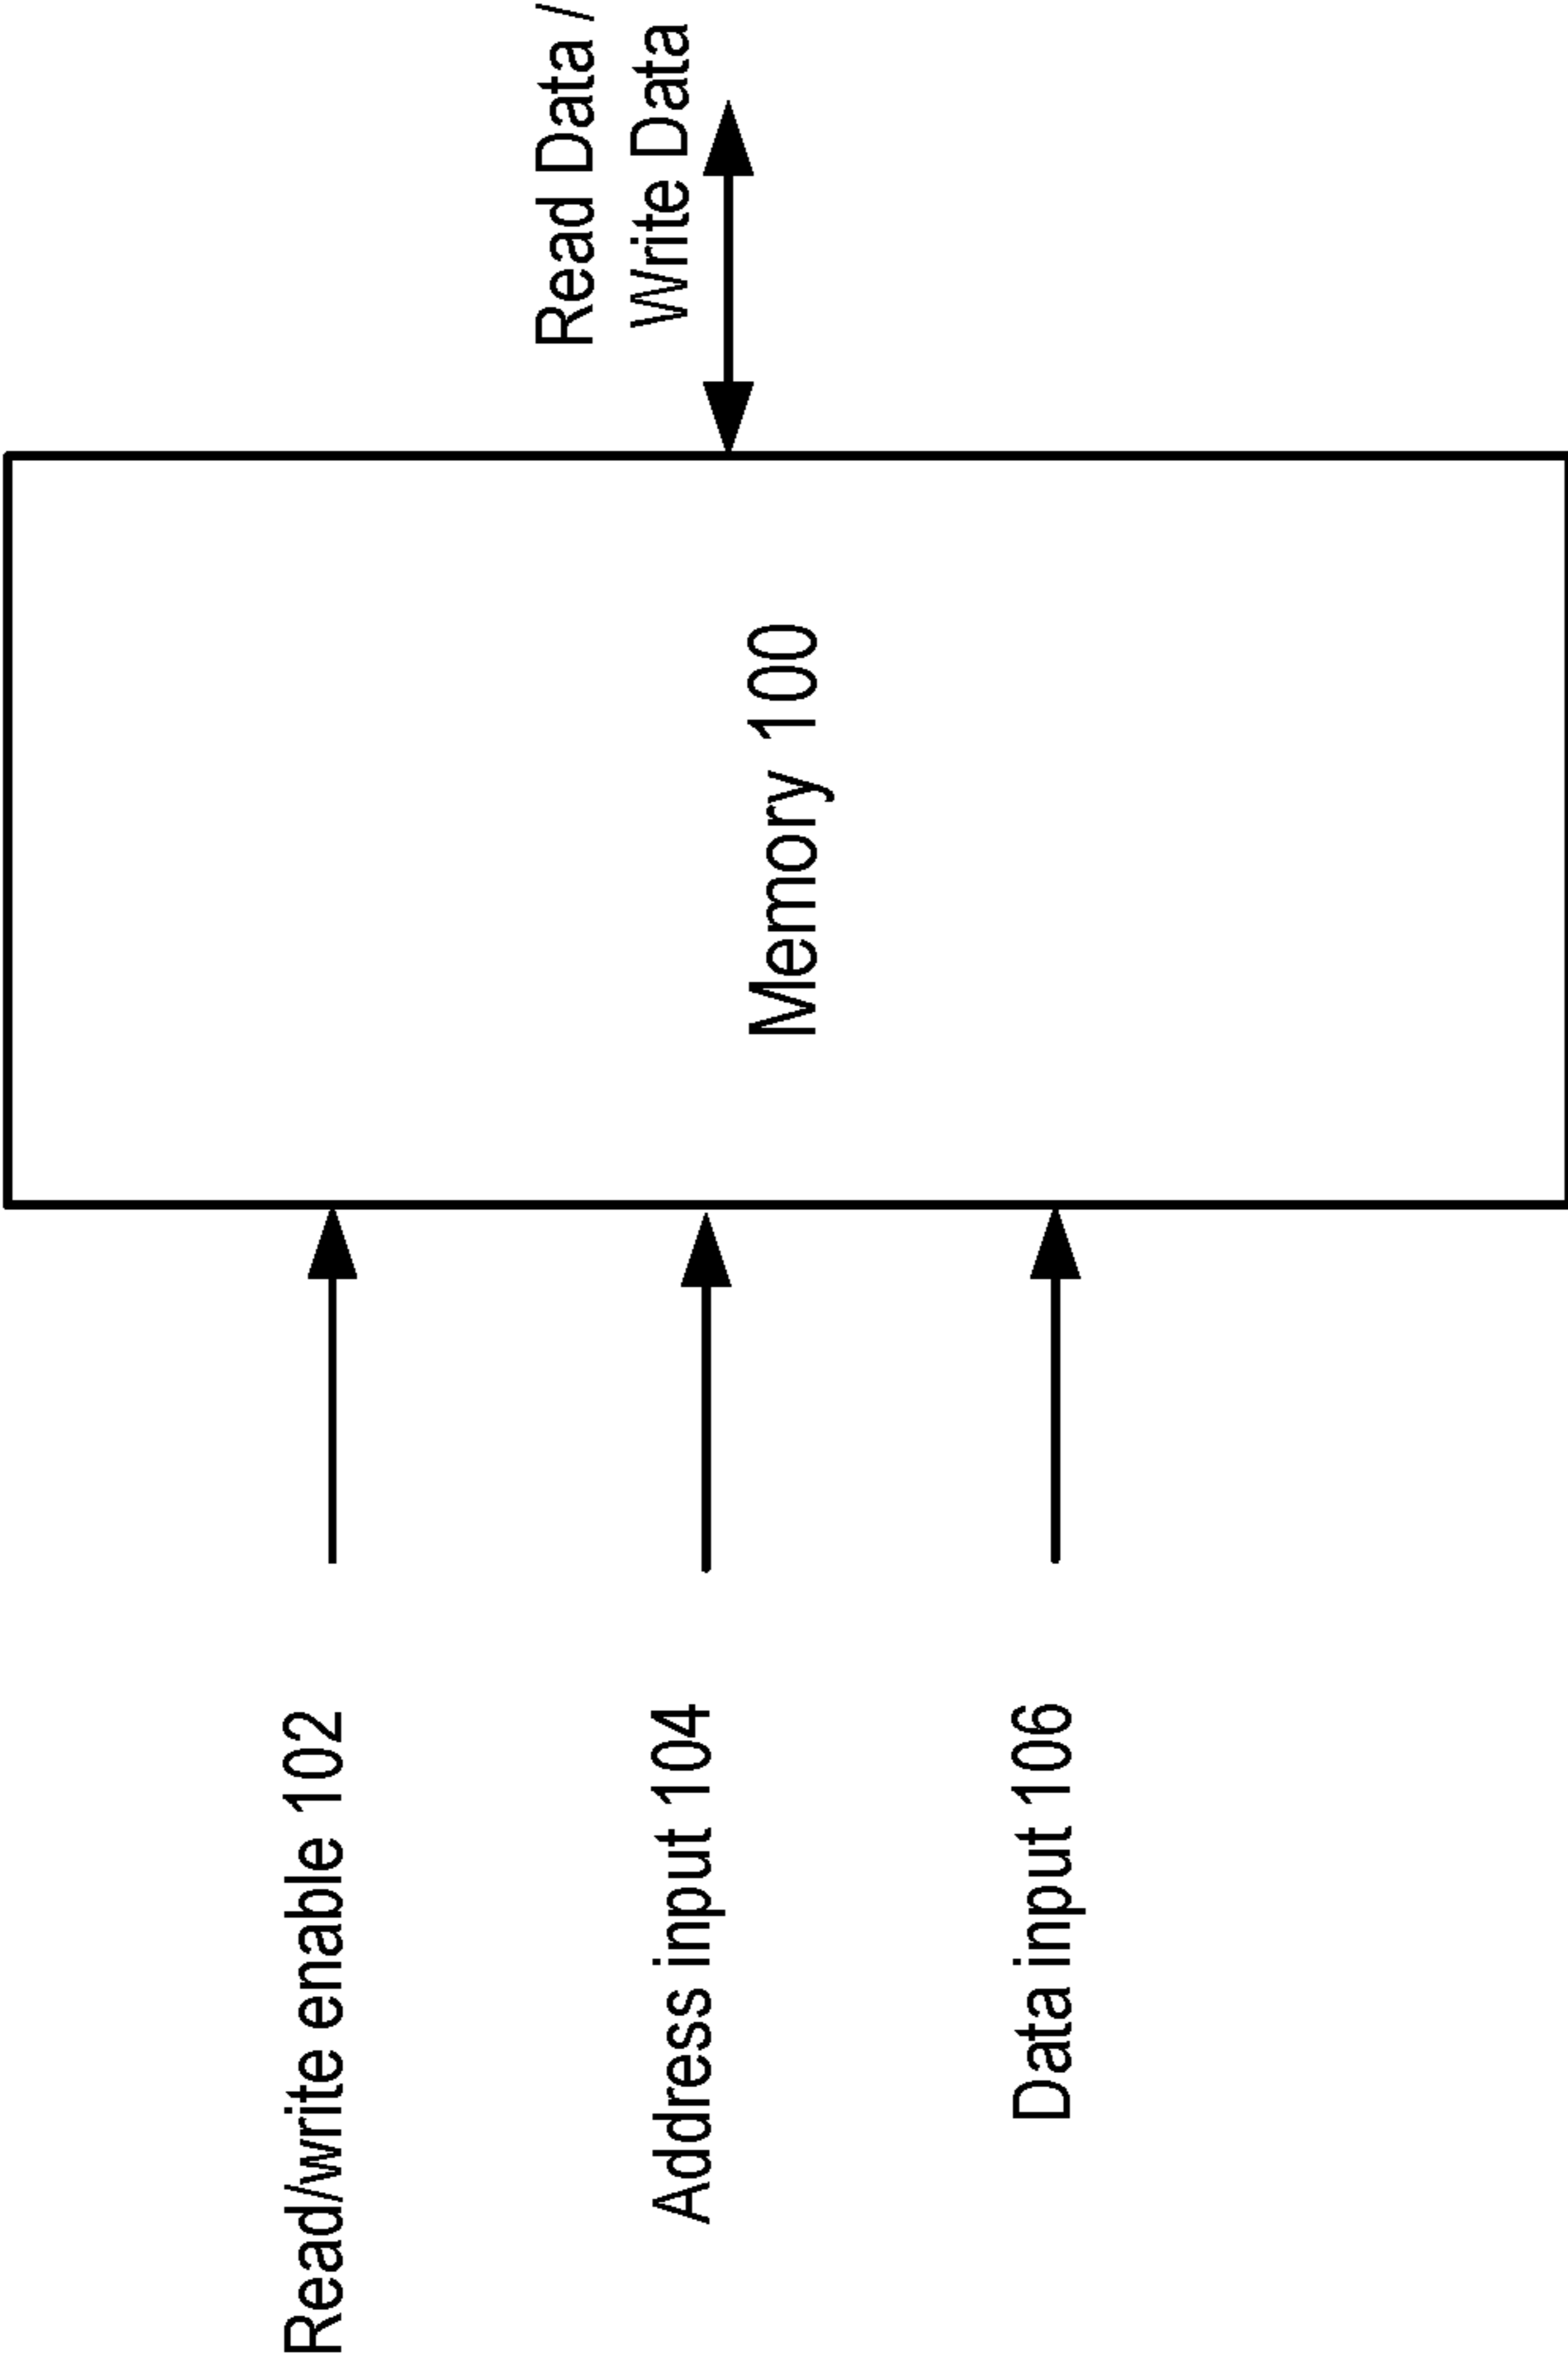 Read/write enable 102
Address input 104
Data input 106
Memory 100
Read Data /
Write Data